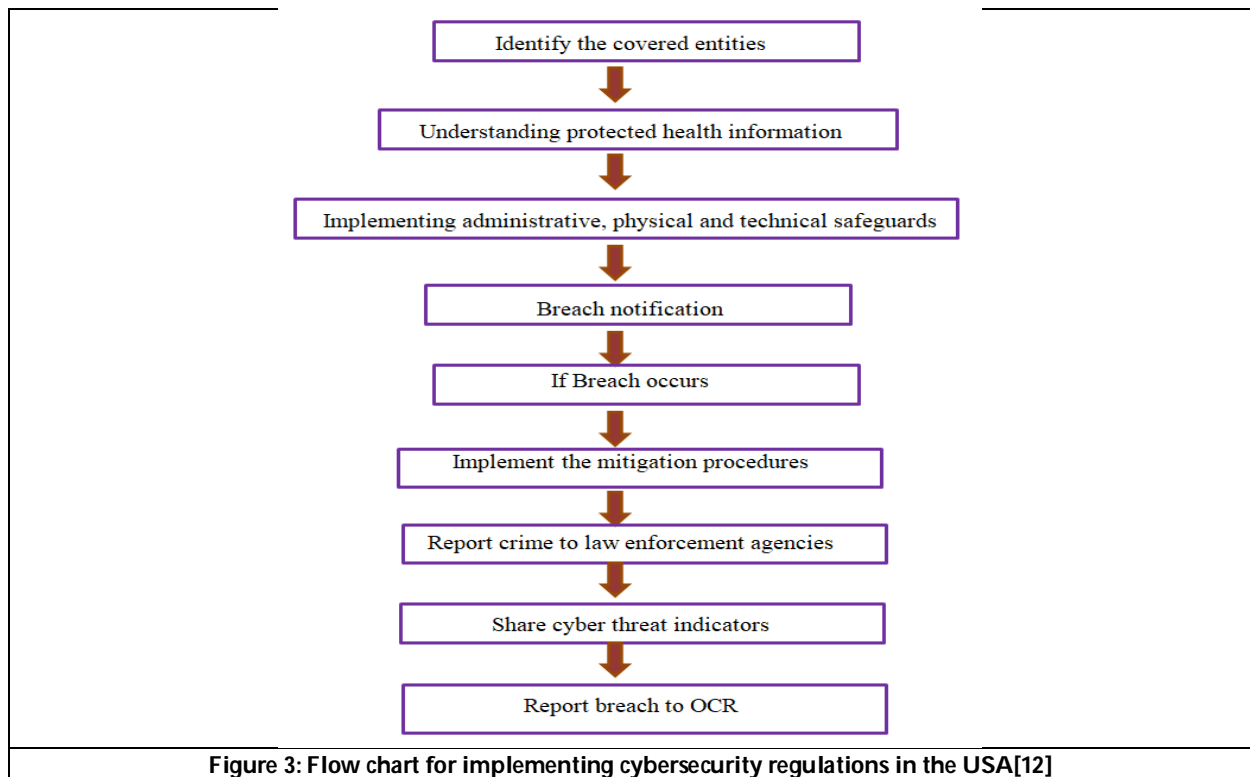 Identify the covered entities
Understanding protected health information
Implementing administrative, physical and technical safeguards
Breach notification
If Breach occurs
Implement the mitigation procedures
Report crime to law enforcement agencies
Share cyber threat indicators
Report breach to OCR
Figure 3: Flow chart for implementing cybersecurity regulations in the USA[12]